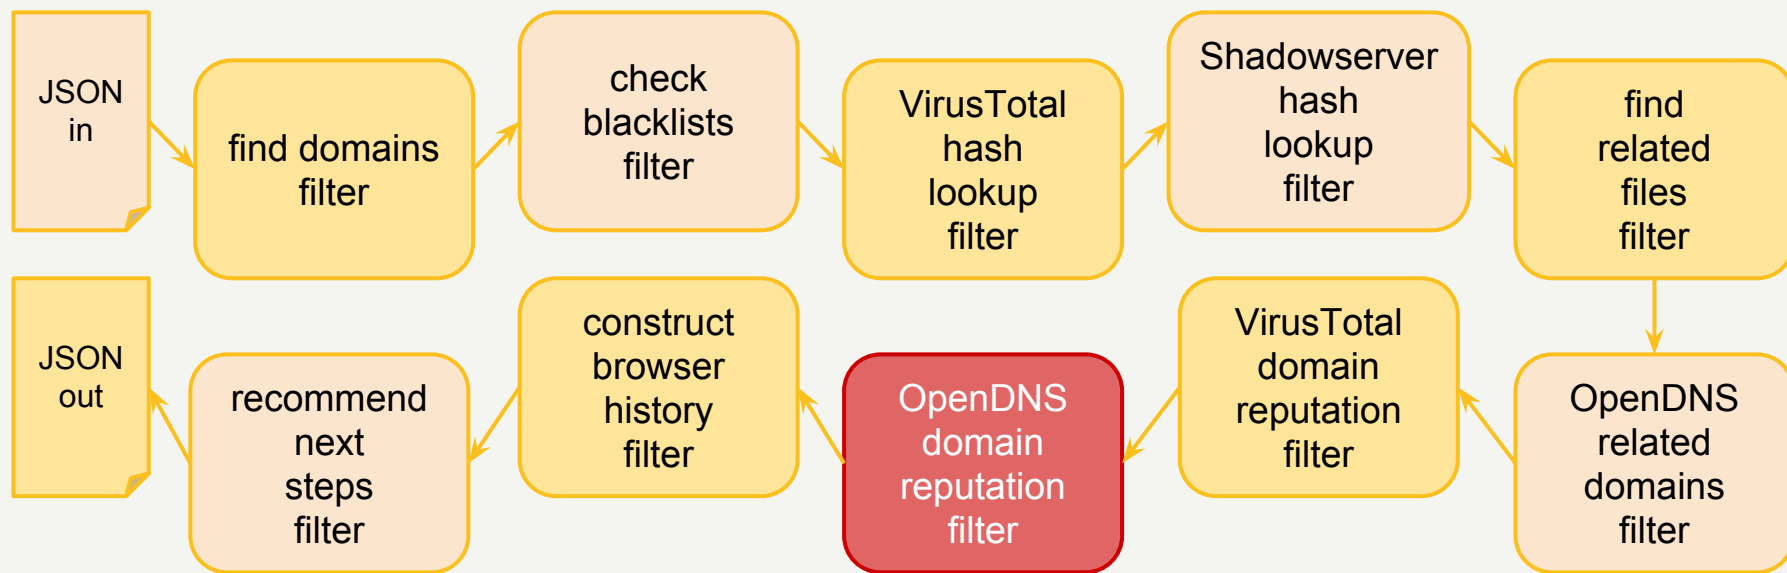 JSON
in
find domains
filter
check
blacklists
filter
VirusTotal
hash
lookup
filter
Shadowserver
hash
lookup
filter
find
related
files
filter
OpenDNS
related
domains
filter
VirusTotal
domain
reputation
filter
OpenDNS
domain
reputation
filter
construct
browser
history
filter
recommend
next
steps
filter
JSON
out